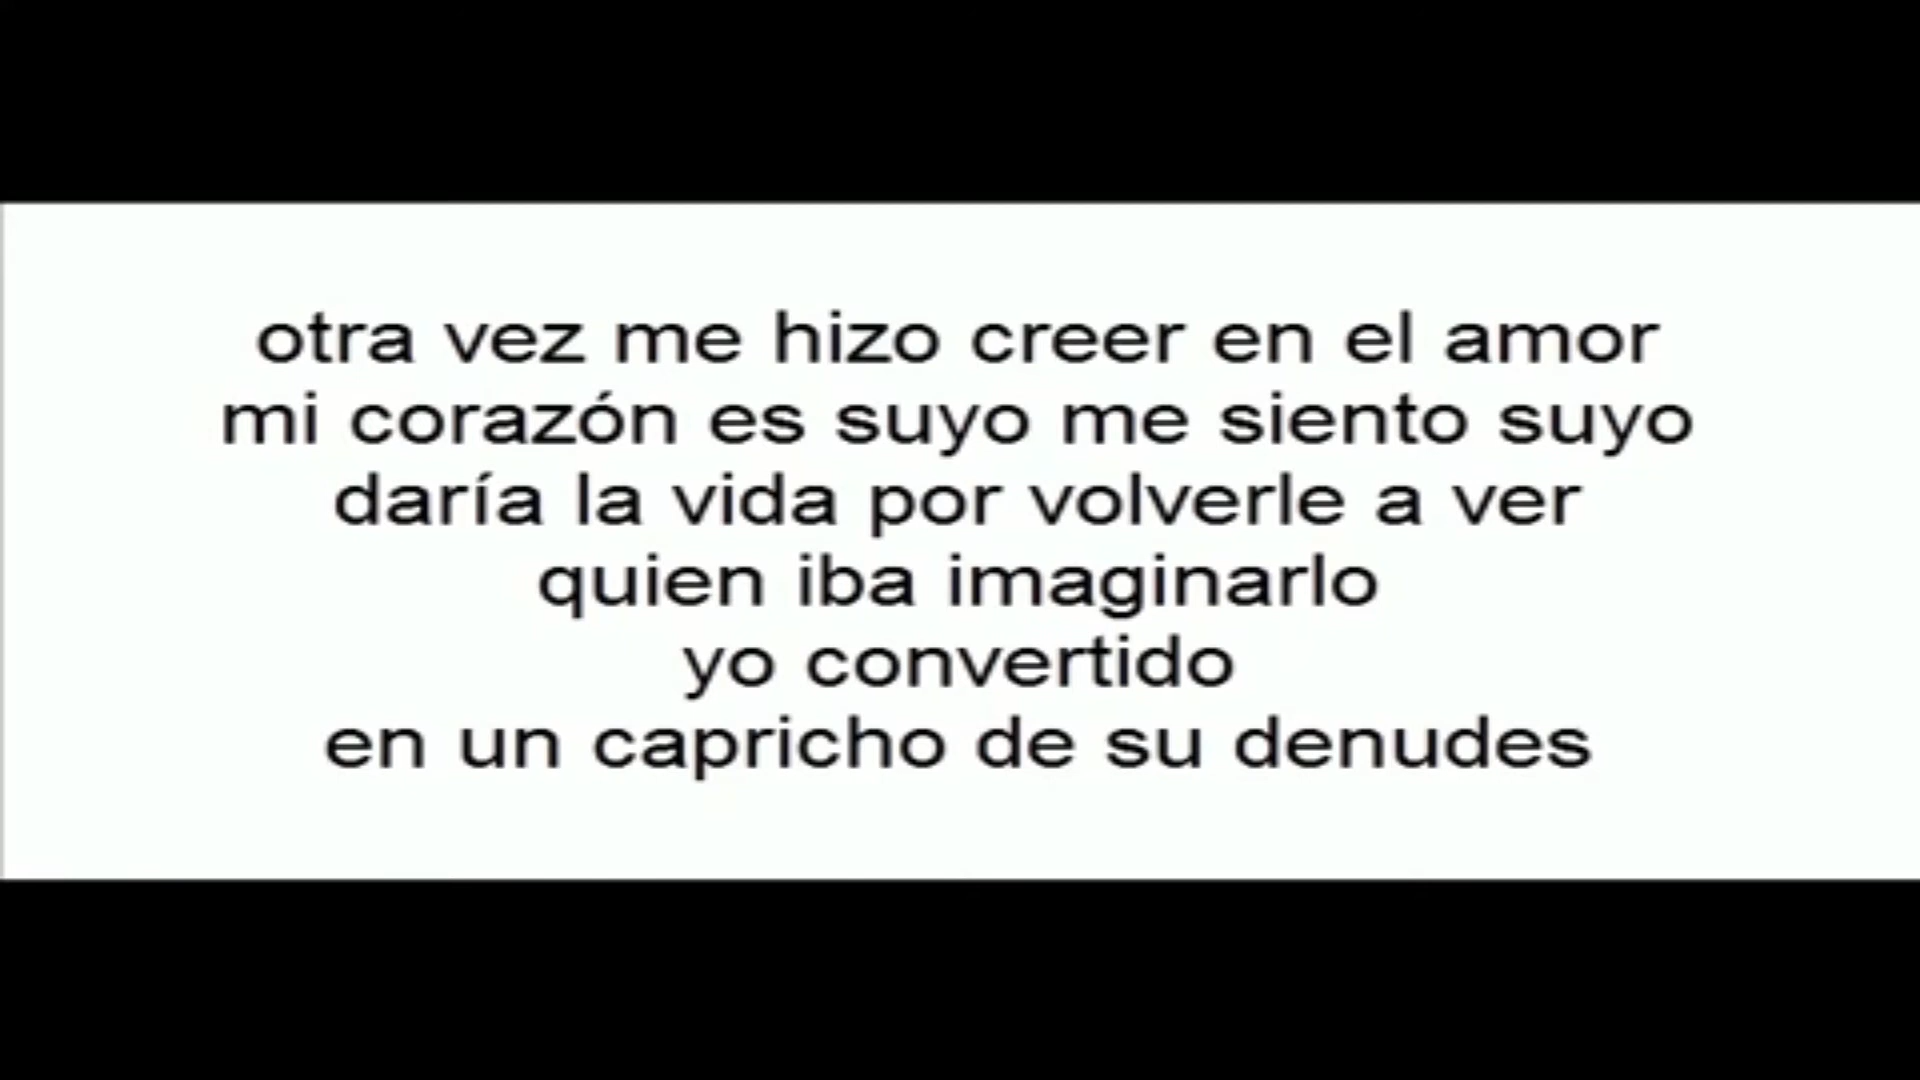 otra vez me hizo creer en el amor
mi corazón es suyo me siento suyo
daría la vida por volverle a ver
quien iba imaginarlo
yo convertido
en un capricho de su denudes